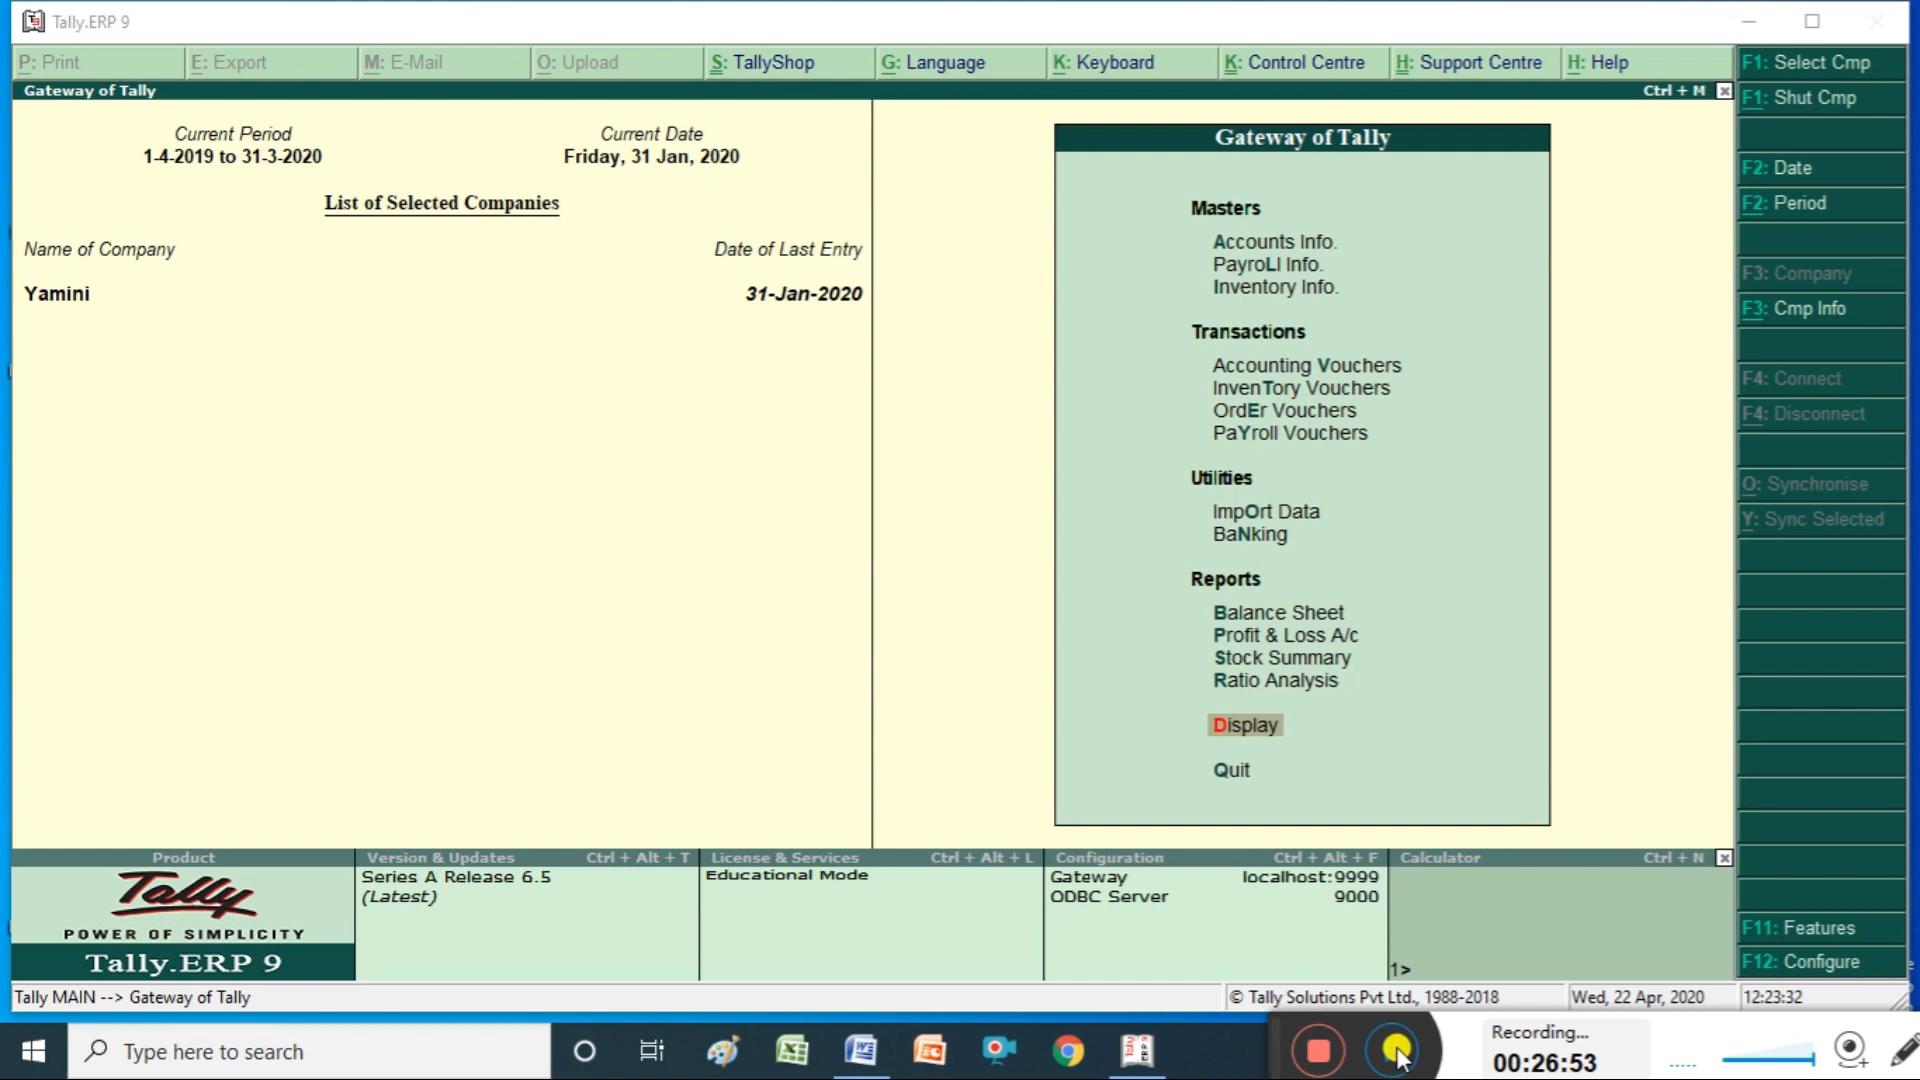 Tally.ERP 9
P: Print
E: Export
M: E-Mail
O: Upload
S: TallyShop
G: Language
K: Keyboard
K: Control Centre
H: Support Centre
H: Help
Gateway of Tally
Ctrl + M
Current Period
1-4-2019 to 31-3-2020
Current Date
Friday, 31 Jan, 2020
List of Selected Companies
Name of Company
Date of Last Entry
Yamini
31-Jan-2020
Gateway of Tally
Masters
Accounts Info.
PayroLl Info.
Inventory Info.
Transactions
Accounting Vouchers
InvenTory Vouchers
OrdEr Vouchers
PaYroll Vouchers
Utilities
ImpOrt Data
BaNking
Reports
Balance Sheet
Profit & Loss A/c
Stock Summary
Ratio Analysis
Display
Quit
F1: Select Cmp
F1: Shut Cmp
F2: Date
F2: Period
F3: Company
F3: Cmp Info
F4: Connect
F4: Disconnect
O: Synchronise
Y: Sync Selected
F11: Features
F12: Configure
Product
Tally
POWER OF SIMPLICITY
Tally.ERP 9
Version & Updates Ctrl + Alt + T
Series A Release 6.5
(Latest)
License & Services Ctrl + Alt + L
Educational Mode
Configuration Ctrl + Alt + F
Gateway localhost:9999
ODBC Server 9000
Calculator Ctrl + N
1>
Tally MAIN --> Gateway of Tally
© Tally Solutions Pvt Ltd., 1988-2018
Wed, 22 Apr, 2020
12:23:32
Type here to search
Recording...
00:26:53